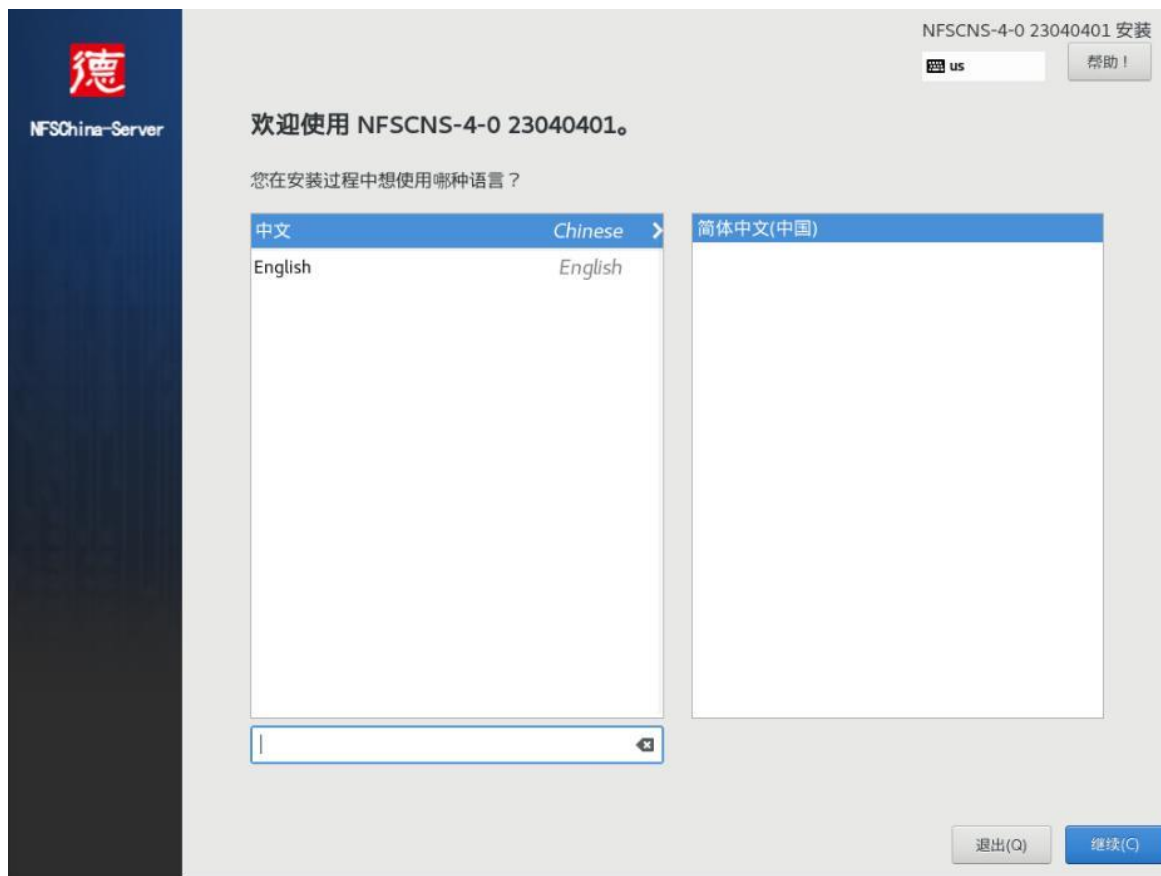 德
NFSChina-Server
NFSCNS-4-0 23040401 安装
us
帮助！
欢迎使用 NFSCNS-4-0 23040401。
您在安装过程中想使用哪种语言？
中文 Chinese
English English
简体中文(中国)
退出(Q)
继续(C)